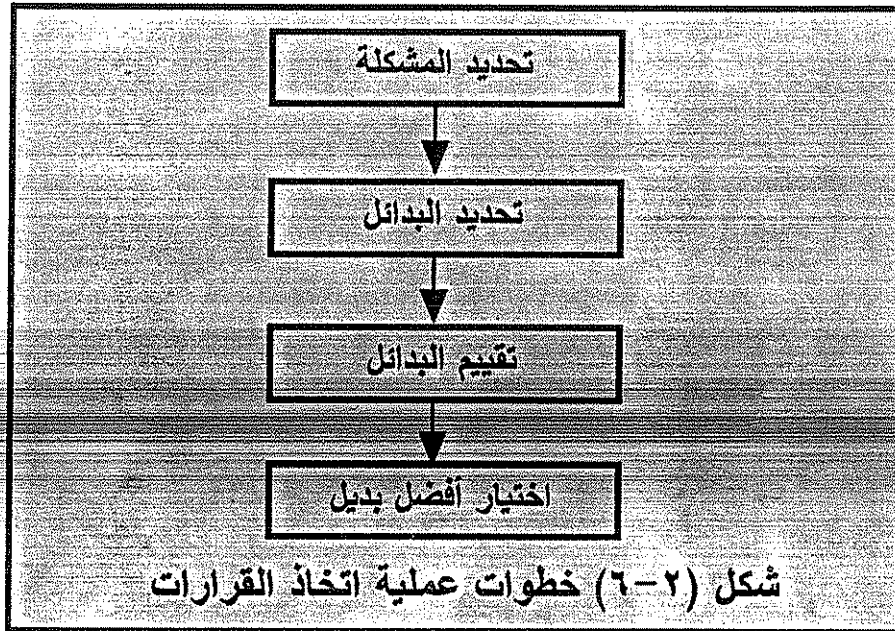 تحديد المشكلة
تحديد البدائل
تقييم البدائل
اختيار أفضل بديل
شكل (٢-٦) خطوات عملية اتخاذ القرارات